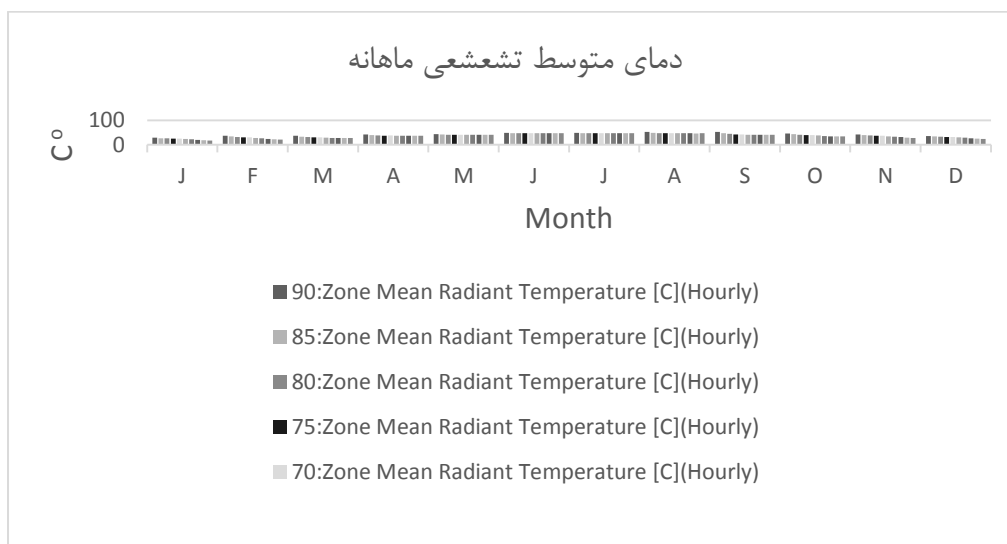 دمای متوسط تشعشعی ماهانه
100
0
C°
J F M A M J J A S O N D
Month
90:Zone Mean Radiant Temperature [C](Hourly)
85:Zone Mean Radiant Temperature [C](Hourly)
80:Zone Mean Radiant Temperature [C](Hourly)
75:Zone Mean Radiant Temperature [C](Hourly)
70:Zone Mean Radiant Temperature [C](Hourly)